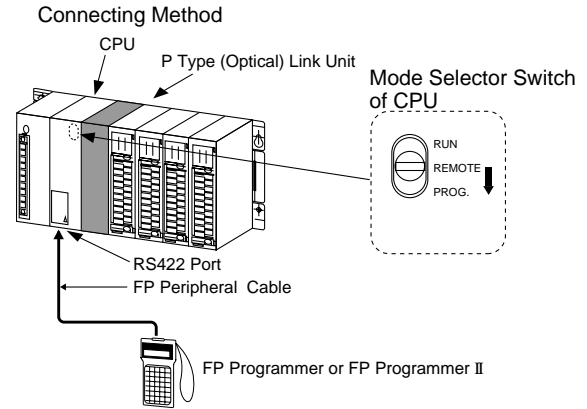 Connecting Method
CPU
P Type (Optical) Link Unit
Mode Selector Switch
of CPU
RUN
REMOTE
PROG.
RS422 Port
FP Peripheral Cable
FP Programmer or FP Programmer II